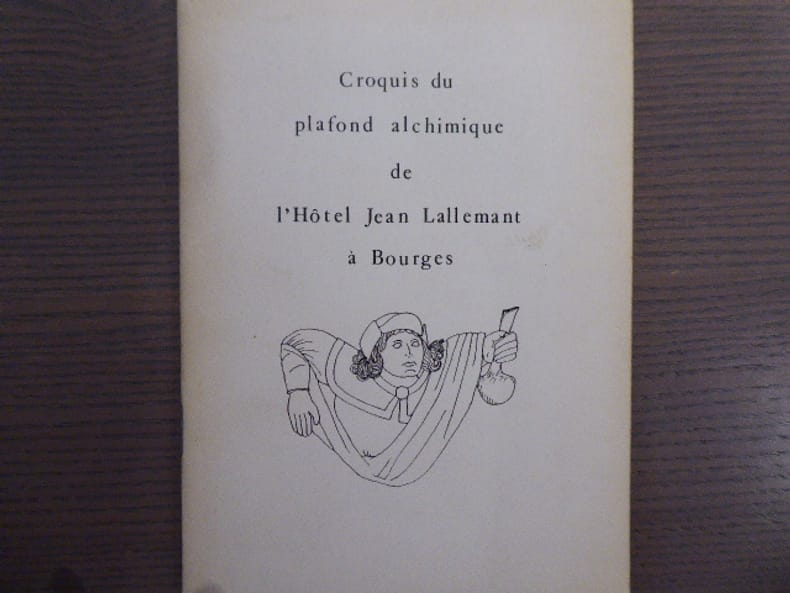 Croquis du
plafond alchimique
de
l'Hôtel Jean Lallemant
à Bourges